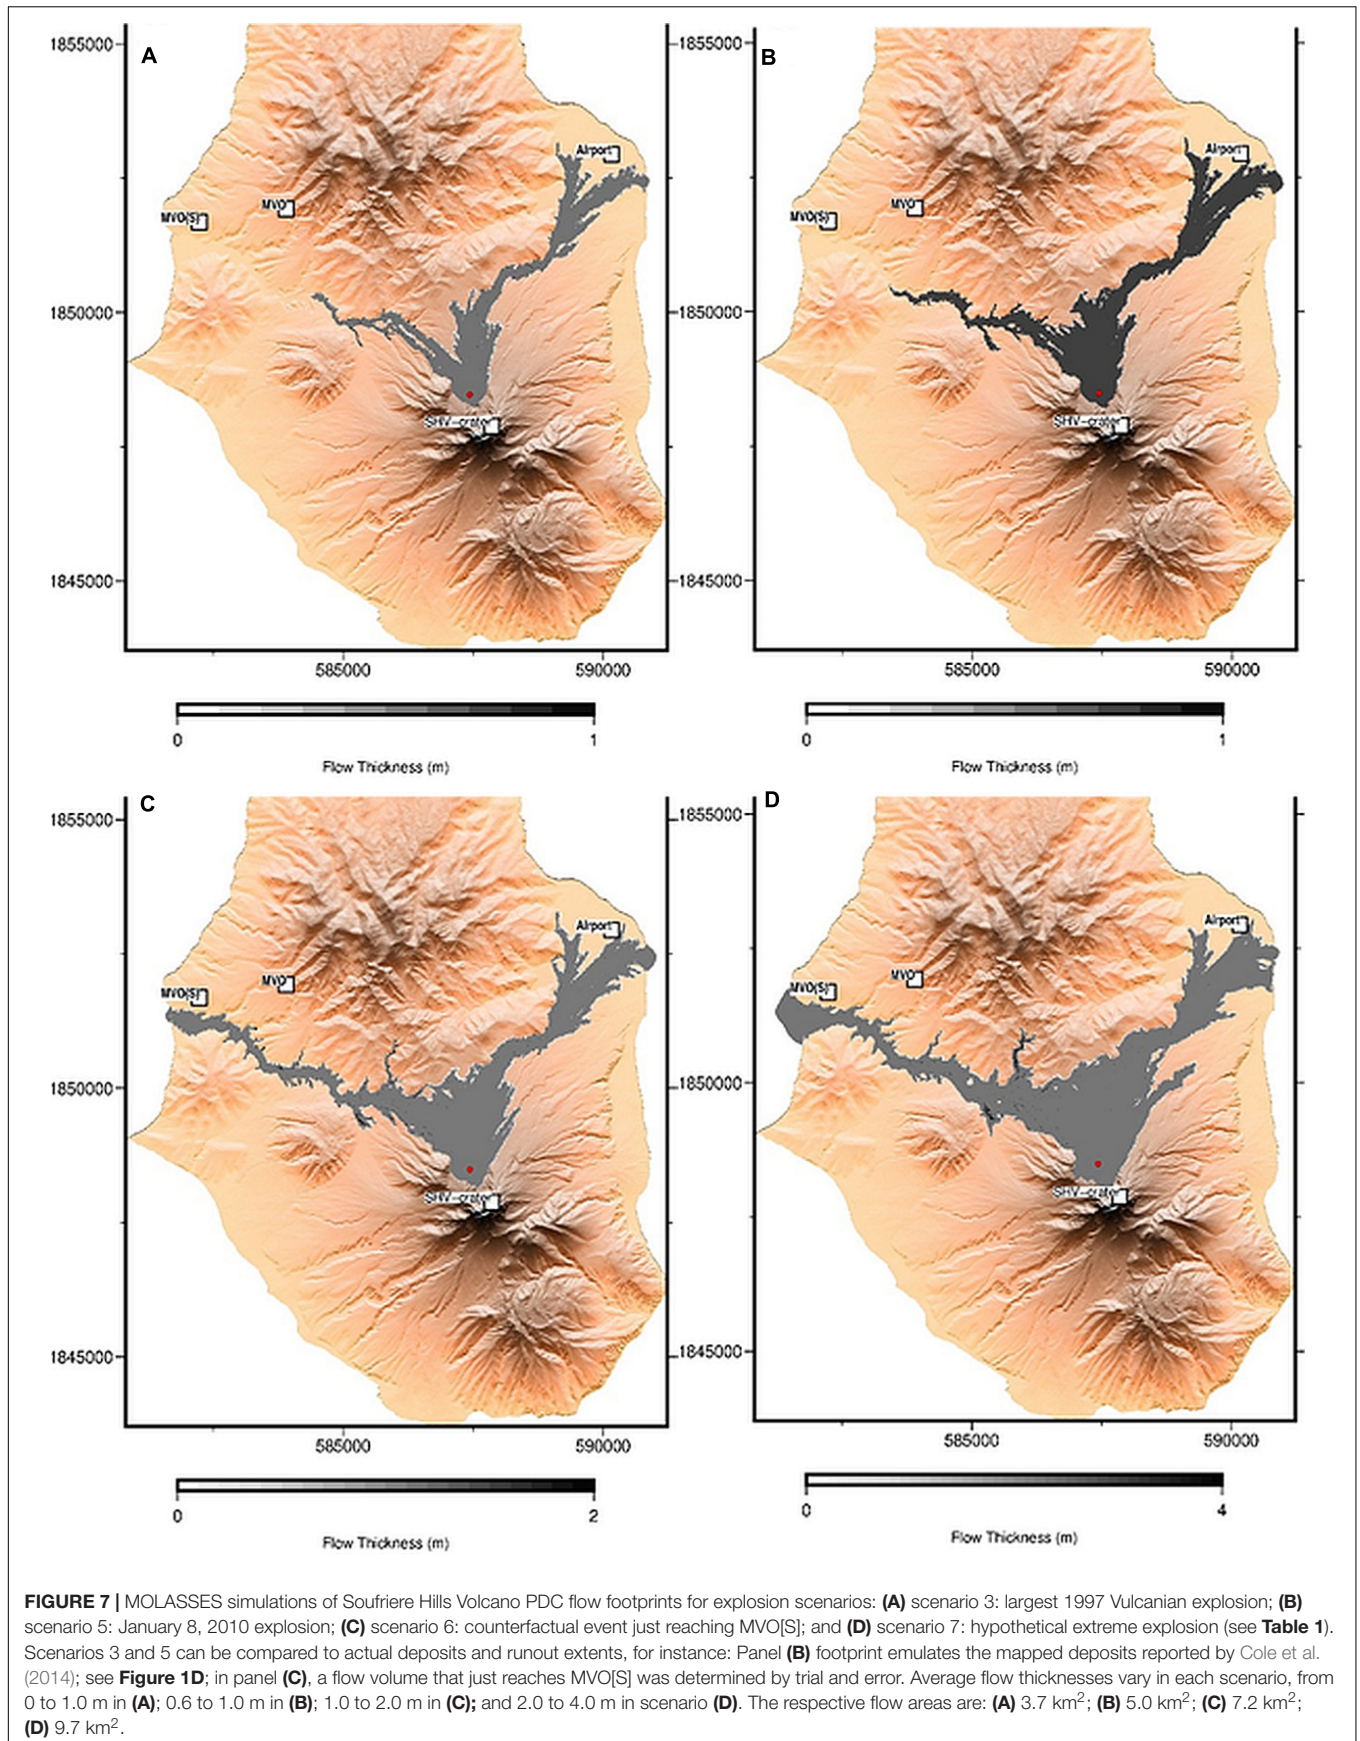 A
1855000
Airport
MVO
MVO(S)
1850000
SHV-crater
1845000
585000
590000
0
1
Flow Thickness (m)
B
1855000
Airport
MVO
MVO(S)
1850000
SHV-crater
1845000
585000
590000
0
1
Flow Thickness (m)
C
1855000
Airport
MVO
MVO(S)
1850000
SHV-crater
1845000
585000
590000
0
2
Flow Thickness (m)
D
1855000
Airport
MVO
MVO(S)
1850000
SHV-crater
1845000
585000
590000
0
4
Flow Thickness (m)
FIGURE 7 | MOLASSES simulations of Soufriere Hills Volcano PDC flow footprints for explosion scenarios: (A) scenario 3: largest 1997 Vulcanian explosion; (B)
scenario 5: January 8, 2010 explosion; (C) scenario 6: counterfactual event just reaching MVO[S]; and (D) scenario 7: hypothetical extreme explosion (see Table 1).
Scenarios 3 and 5 can be compared to actual deposits and runout extents, for instance: Panel (B) footprint emulates the mapped deposits reported by Cole et al.
(2014); see Figure 1D; in panel (C), a flow volume that just reaches MVO[S] was determined by trial and error. Average flow thicknesses vary in each scenario, from
0 to 1.0 m in (A); 0.6 to 1.0 m in (B); 1.0 to 2.0 m in (C); and 2.0 to 4.0 m in scenario (D). The respective flow areas are: (A) 3.7 km²; (B) 5.0 km²; (C) 7.2 km²;
(D) 9.7 km².